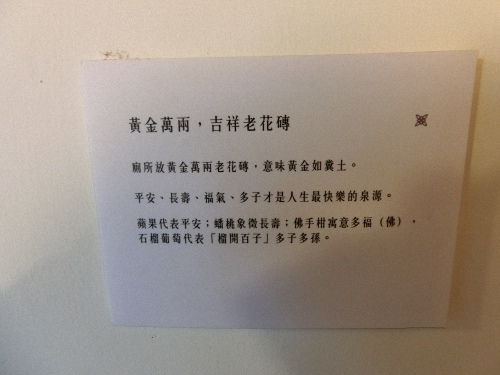 黃金萬兩，吉祥老花磚
廁所放黃金萬兩老花磚，意味黃金如糞土。
平安、長壽、福氣、多子才是人生最快樂的泉源。
蘋果代表平安；蟠桃象徵長壽；佛手柑寓意多福（佛），
石榴葡萄代表「榴開百子」多子多孫。